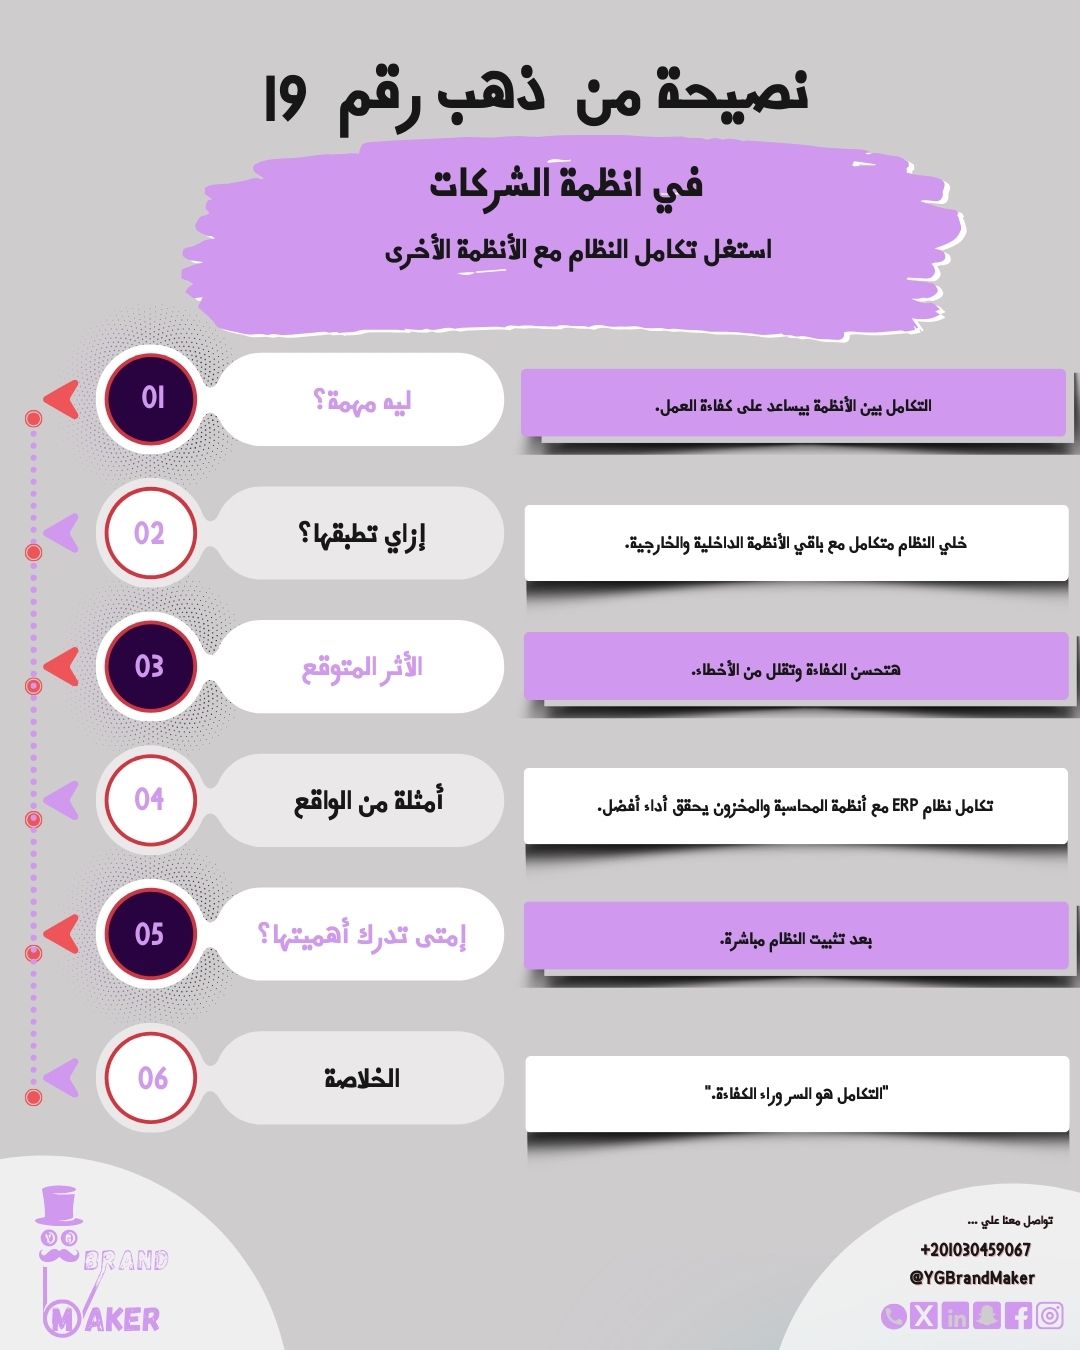 نصيحة من ذهب رقم 19
في انظمة الشركات
استغل تكامل النظام مع الأنظمة الأخرى
01
ليه مهمة؟
التكامل بين الأنظمة بيساعد على كفاءة العمل.
02
إزاي تطبقها؟
خلي النظام متكامل مع باقي الأنظمة الداخلية والخارجية.
03
الأثر المتوقع
هتحسن الكفاءة وتقلل من الأخطاء.
04
أمثلة من الواقع
تكامل نظام ERP مع أنظمة المحاسبة والمخزون يحقق أداء أفضل.
05
إمتى تدرك أهميتها؟
بعد تثبيت النظام مباشرة.
06
الخلاصة
"التكامل هو السر وراء الكفاءة."
تواصل معنا علي ...
+201030459067
@YGBrandMaker
BRAND
MAKER